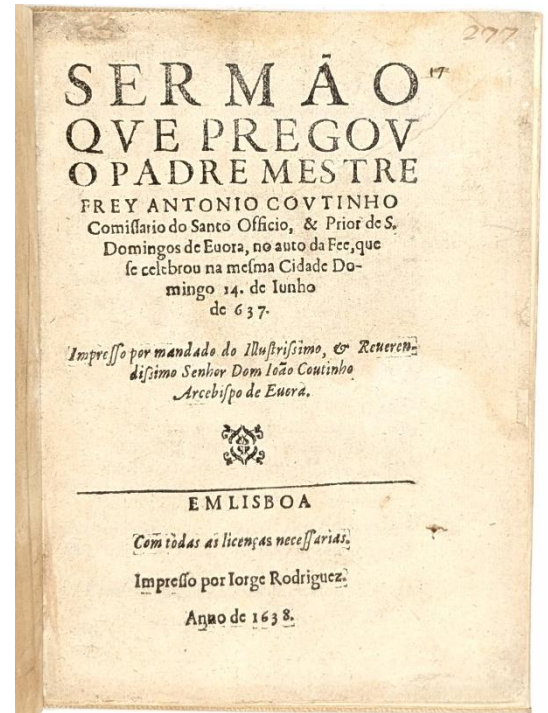 277
17
SERMÃO
QVE PREGOV
O PADRE MESTRE
FREY ANTONIO COVTINHO
Comiſſario do Santo Officio, & Prior de S.
Domingos de Euora, no auto da Fee, que
ſe celebrou na meſma Cidade Do-
mingo 14. de Iunho
de 637.
Impreſſo por mandado do Illuſtriſsimo, & Reueren-
diſsimo Senhor Dom Ioão Coutinho
Arcebiſpo de Euora.
EM LISBOA
Com todas as licenças neceſſarias.
Impreſſo por Iorge Rodriguez.
Anno de 1638.